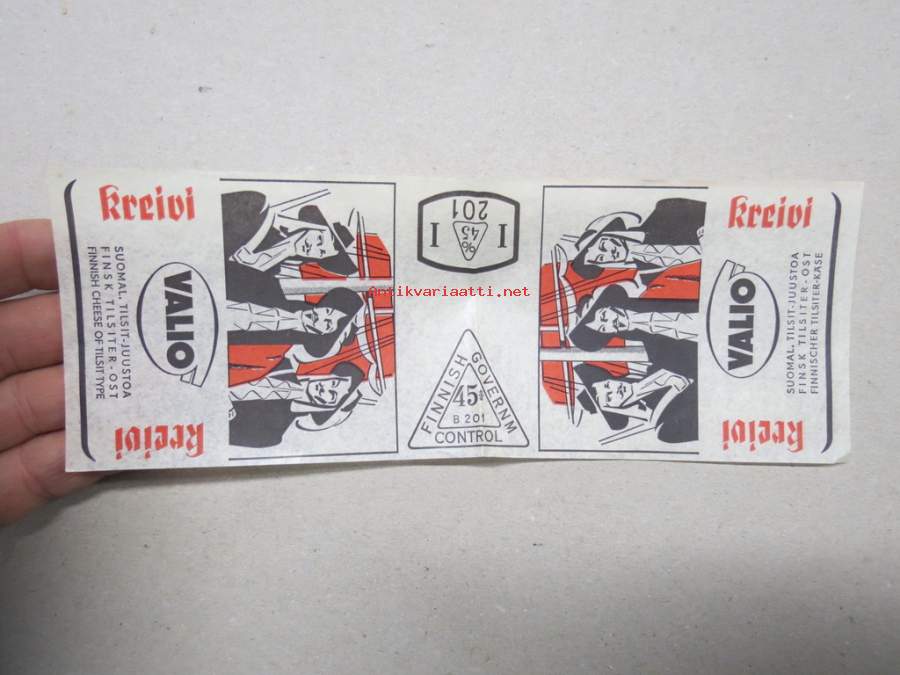 kreivi
SUOMAL. TILSIT-JUUSTOA
FINSK TILSITER-OST
FINNISH CHEESE OF TILSIT TYPE
VALIO
kreivi
I 201 I
96
45
FINNISH GOVERNM CONTROL
45+
B 201
kreivi
VALIO
SUOMAL. TILSIT-JUUSTOA
FINSK TILSITER-OST
FINNISCHER TILSITER-KÄSE
kreivi
Antikvariaatti.net